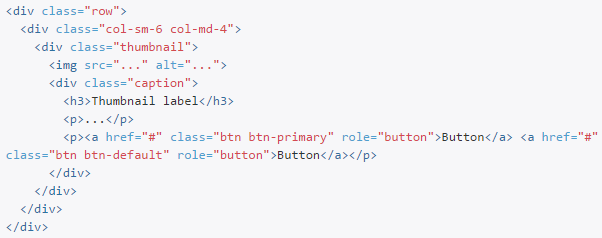 <div class="row">
  <div class="col-sm-6 col-md-4">
    <div class="thumbnail">
      <img src="..." alt="...">
      <div class="caption">
        <h3>Thumbnail label</h3>
        <p>...</p>
        <p><a href="#" class="btn btn-primary" role="button">Button</a> <a href="#"
class="btn btn-default" role="button">Button</a></p>
      </div>
    </div>
  </div>
</div>